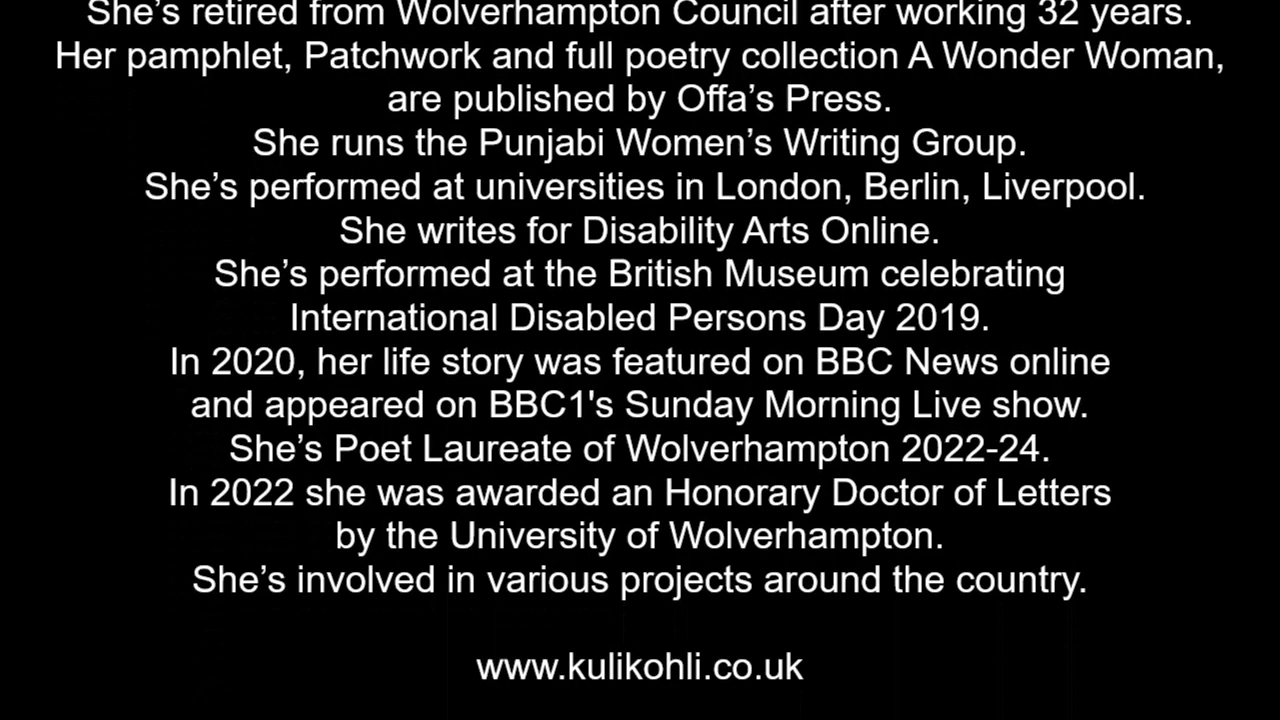 She’s retired from Wolverhampton Council after working 32 years.
Her pamphlet, Patchwork and full poetry collection A Wonder Woman,
are published by Offa’s Press.
She runs the Punjabi Women’s Writing Group.
She’s performed at universities in London, Berlin, Liverpool.
She writes for Disability Arts Online.
She’s performed at the British Museum celebrating
International Disabled Persons Day 2019.
In 2020, her life story was featured on BBC News online
and appeared on BBC1's Sunday Morning Live show.
She’s Poet Laureate of Wolverhampton 2022-24.
In 2022 she was awarded an Honorary Doctor of Letters
by the University of Wolverhampton.
She’s involved in various projects around the country.
www.kulikohli.co.uk